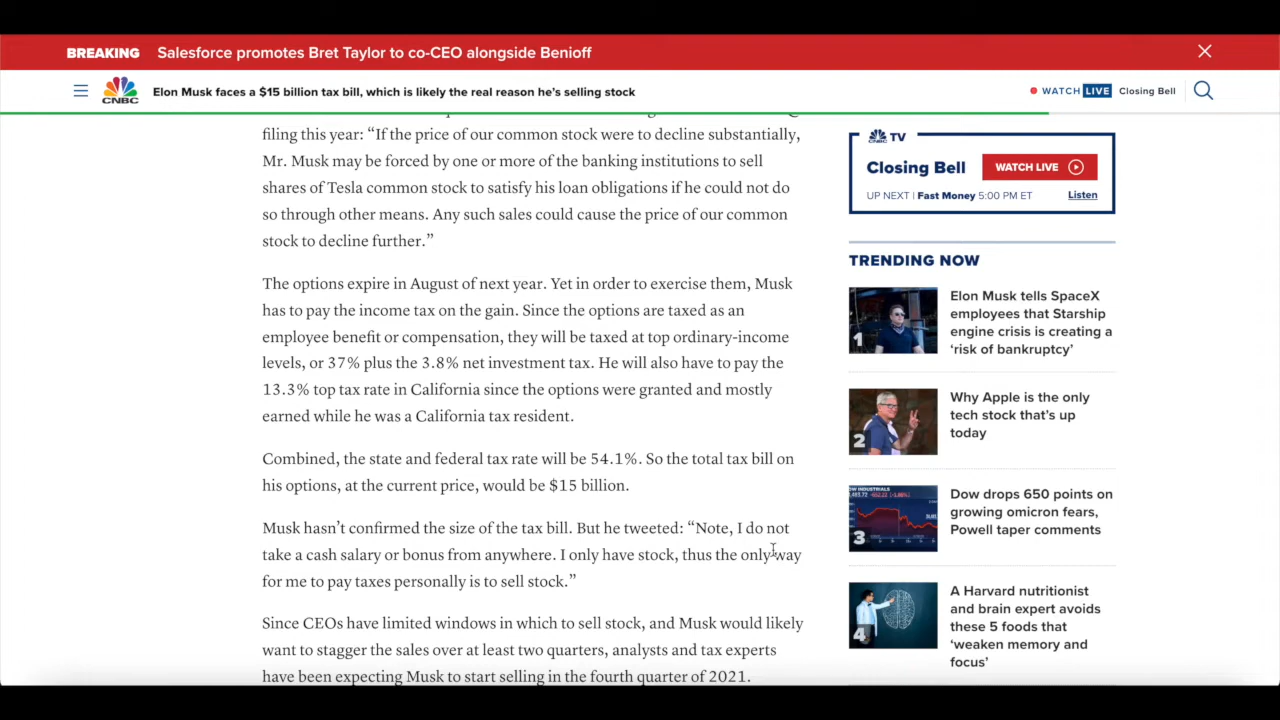 BREAKING Salesforce promotes Bret Taylor to co-CEO alongside Benioff
CNBC Elon Musk faces a $15 billion tax bill, which is likely the real reason he's selling stock
WATCH LIVE Closing Bell
filing this year: “If the price of our common stock were to decline substantially,
Mr. Musk may be forced by one or more of the banking institutions to sell
shares of Tesla common stock to satisfy his loan obligations if he could not do
so through other means. Any such sales could cause the price of our common
stock to decline further.”
The options expire in August of next year. Yet in order to exercise them, Musk
has to pay the income tax on the gain. Since the options are taxed as an
employee benefit or compensation, they will be taxed at top ordinary-income
levels, or 37% plus the 3.8% net investment tax. He will also have to pay the
13.3% top tax rate in California since the options were granted and mostly
earned while he was a California tax resident.
Combined, the state and federal tax rate will be 54.1%. So the total tax bill on
his options, at the current price, would be $15 billion.
Musk hasn’t confirmed the size of the tax bill. But he tweeted: “Note, I do not
take a cash salary or bonus from anywhere. I only have stock, thus the only way
for me to pay taxes personally is to sell stock.”
Since CEOs have limited windows in which to sell stock, and Musk would likely
want to stagger the sales over at least two quarters, analysts and tax experts
have been expecting Musk to start selling in the fourth quarter of 2021.
CNBC TV
Closing Bell
WATCH LIVE
UP NEXT | Fast Money 5:00 PM ET
Listen
TRENDING NOW
1
Elon Musk tells SpaceX
employees that Starship
engine crisis is creating a
‘risk of bankruptcy’
2
Why Apple is the only
tech stock that’s up
today
3
Dow drops 650 points on
growing omicron fears,
Powell taper comments
4
A Harvard nutritionist
and brain expert avoids
these 5 foods that
‘weaken memory and
focus’